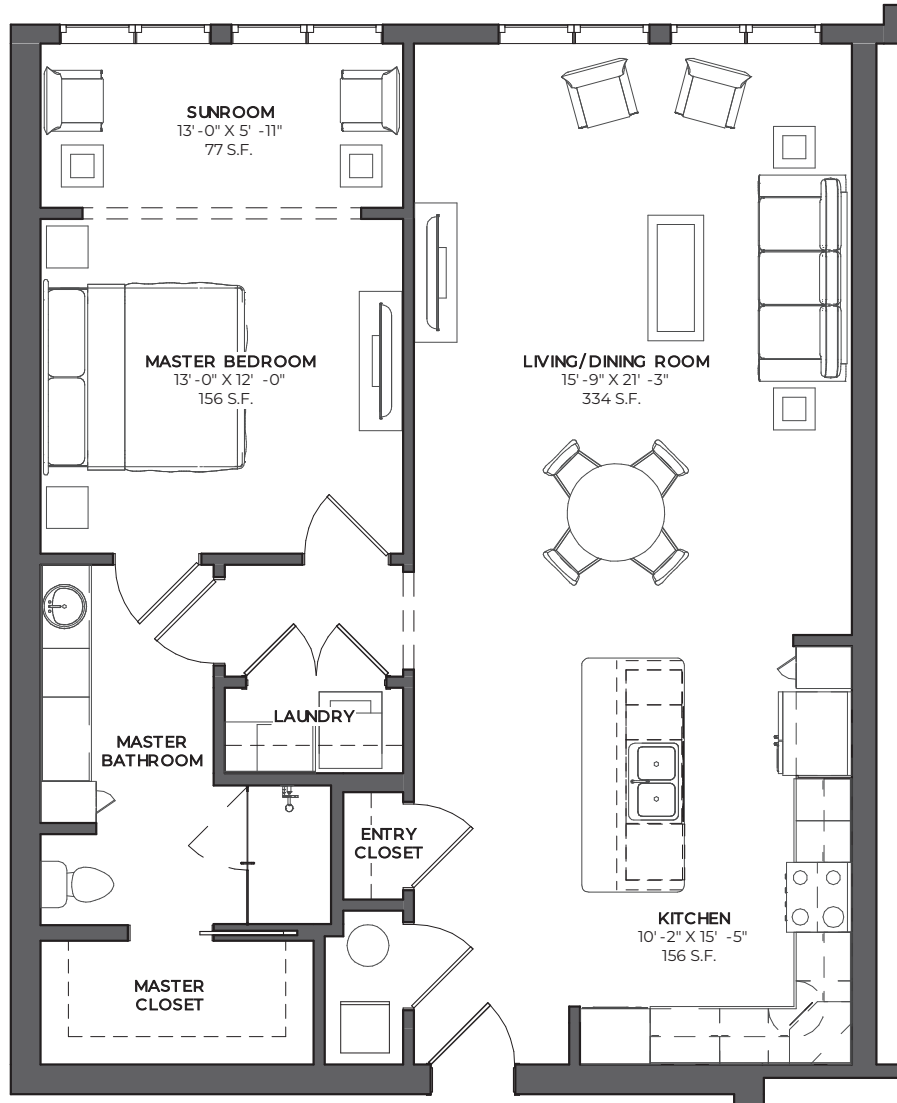 SUNROOM
13'-0" X 5' -11"
77 S.F.
MASTER BEDROOM
13'-0" X 12' -0"
156 S.F.
LIVING/DINING ROOM
15'-9" X 21' -3"
334 S.F.
LAUNDRY
MASTER
BATHROOM
ENTRY
CLOSET
KITCHEN
10'-2" X 15' -5"
156 S.F.
MASTER
CLOSET